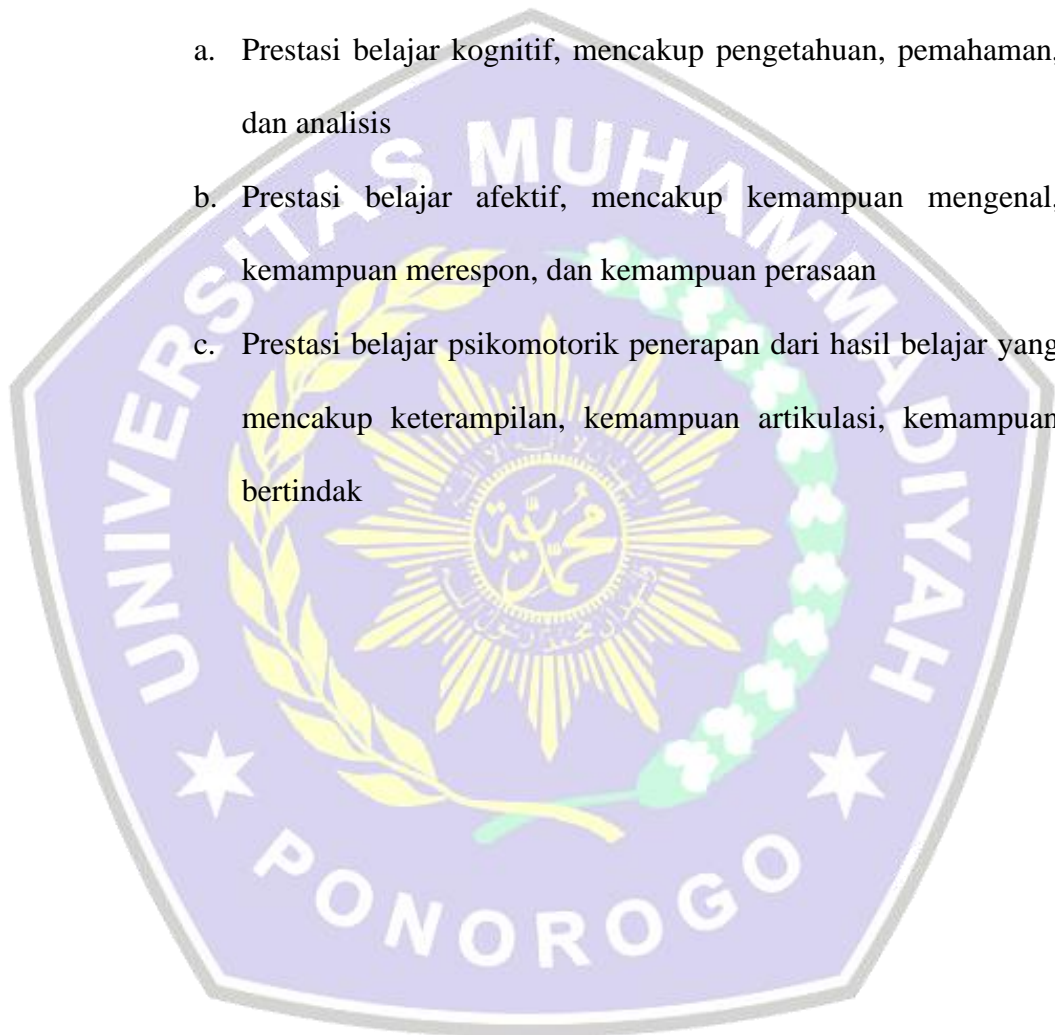 a. Prestasi belajar kognitif, mencakup pengetahuan, pemahaman,
dan analisis
b. Prestasi belajar afektif, mencakup kemampuan mengenal,
kemampuan merespon, dan kemampuan perasaan
c. Prestasi belajar psikomotorik penerapan dari hasil belajar yang
mencakup keterampilan, kemampuan artikulasi, kemampuan
bertindak
UNIVERSITAS MUHAMMADIYAH
PONOROGO
محمدية